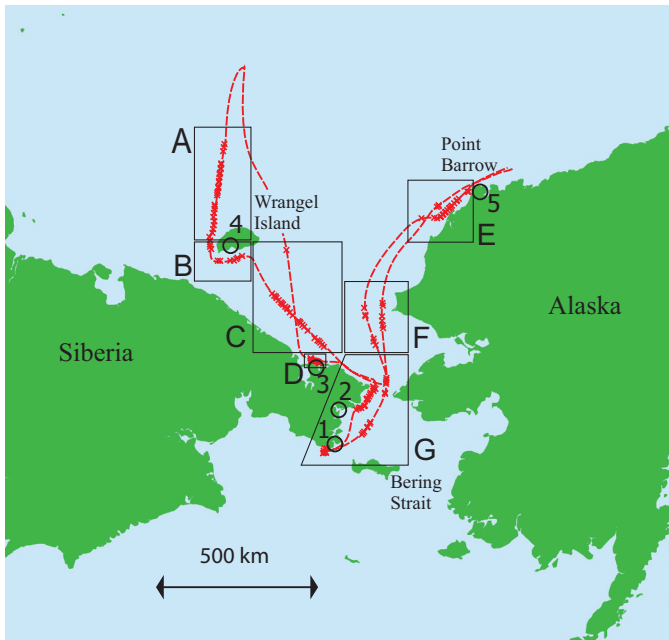 A
Point
Barrow
Wrangel
Island
4
5
E
B
C
F
Alaska
Siberia
D
3
2
1
G
Bering
Strait
500 km